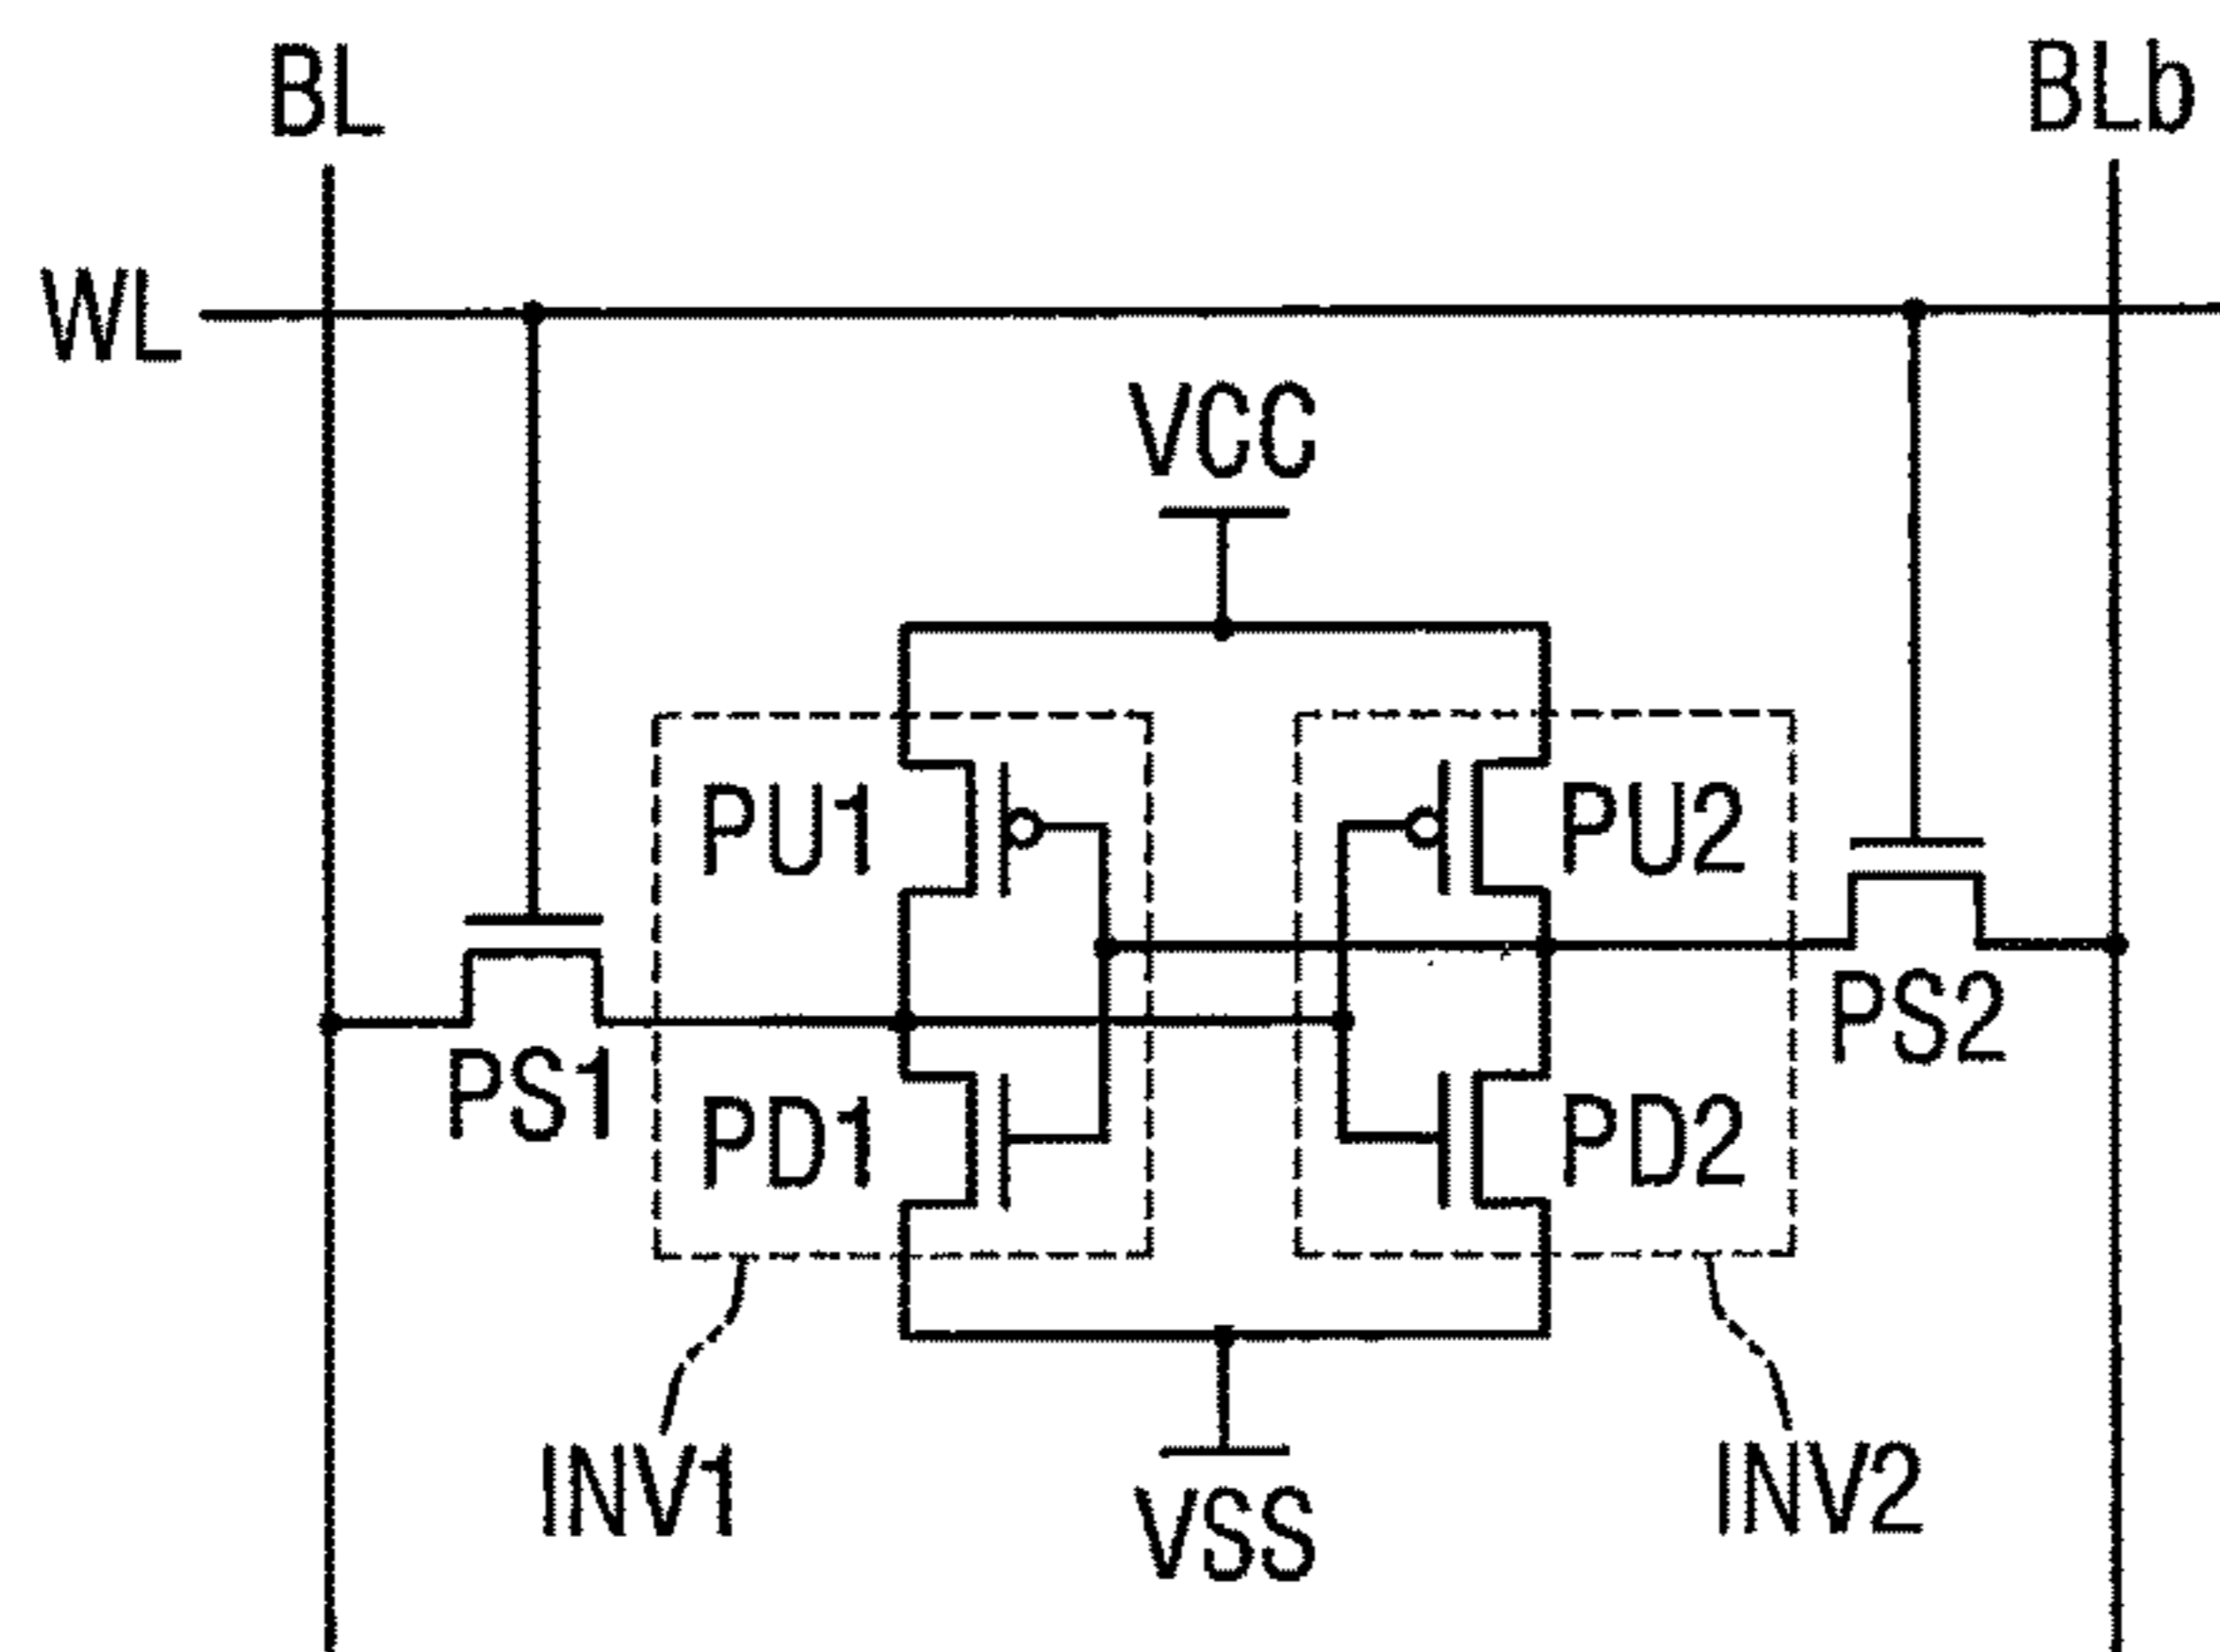 BL
BLb
WL
VCC
PU1
PU2
PS1
PS2
PD1
PD2
INV1
VSS
INV2